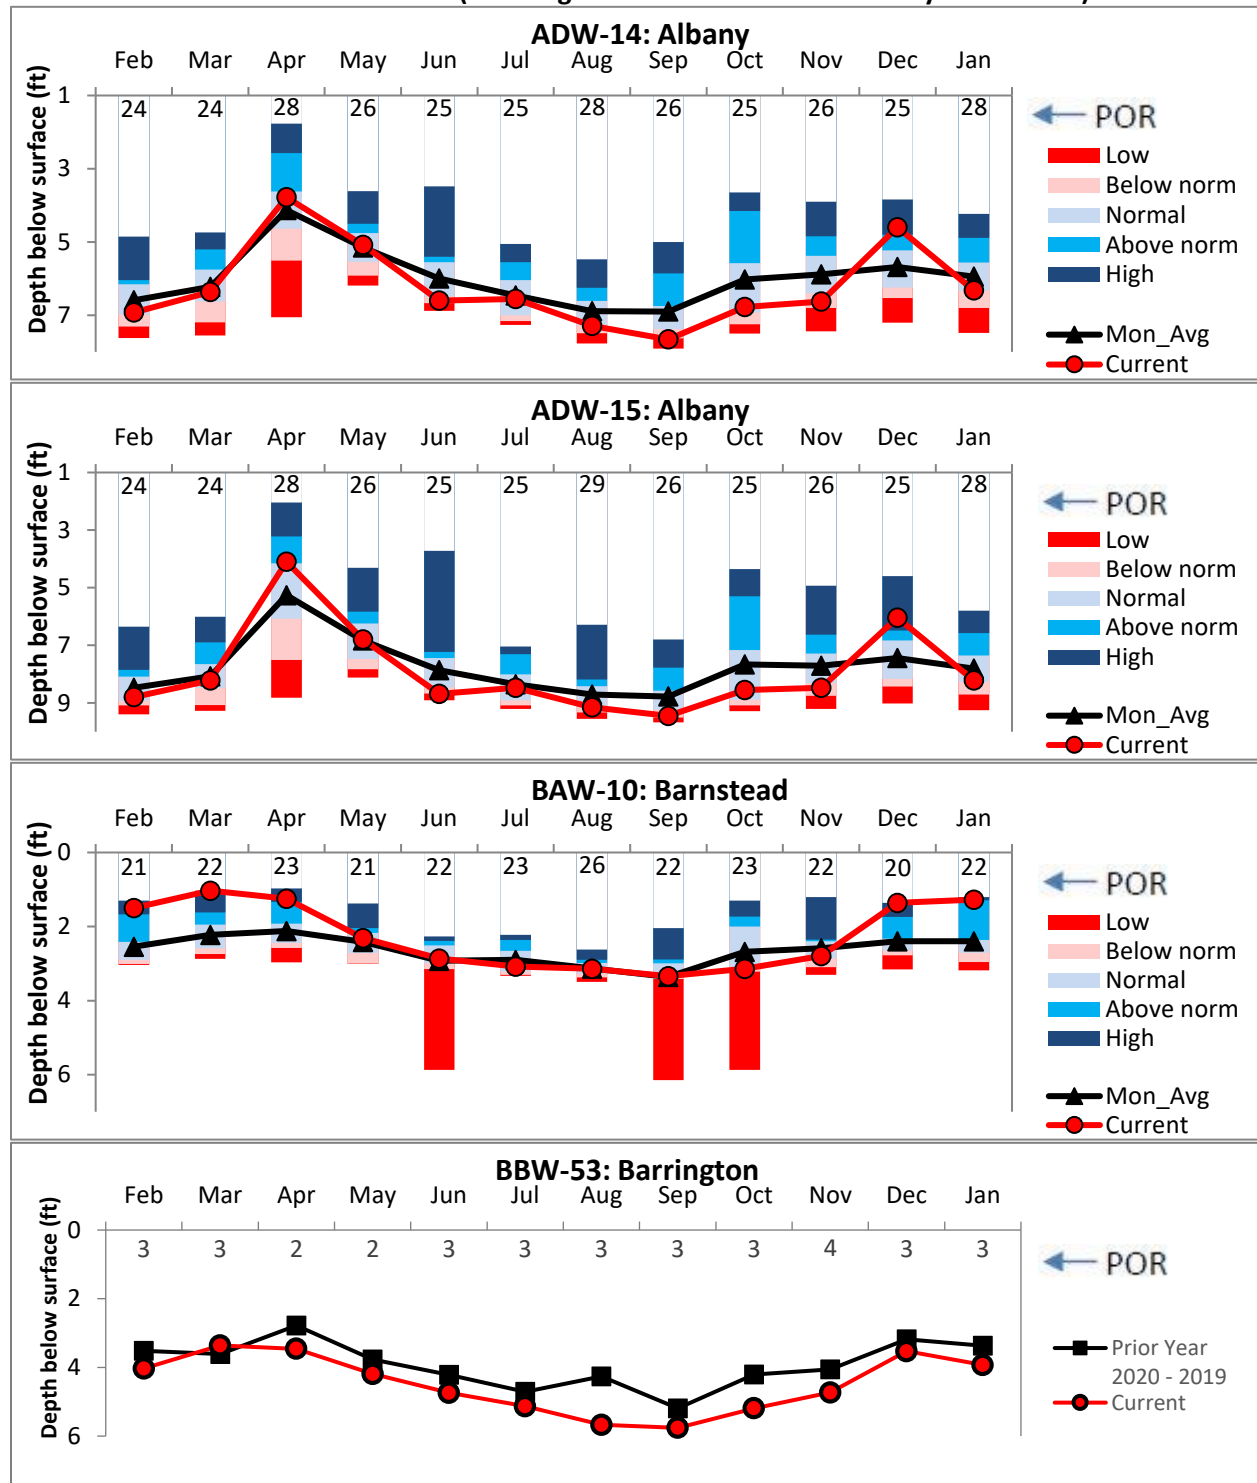 ADW-14: Albany
Feb Mar Apr May Jun Jul Aug Sep Oct Nov Dec Jan
Depth below surface (ft)
1
3
5
7
24 24 28 26 25 25 28 26 25 26 25 28
POR
Low
Below norm
Normal
Above norm
High
Mon_Avg
Current
ADW-15: Albany
Feb Mar Apr May Jun Jul Aug Sep Oct Nov Dec Jan
Depth below surface (ft)
1
3
5
7
9
24 24 28 26 25 25 29 26 25 26 25 28
POR
Low
Below norm
Normal
Above norm
High
Mon_Avg
Current
BAW-10: Barnstead
Feb Mar Apr May Jun Jul Aug Sep Oct Nov Dec Jan
Depth below surface (ft)
0
2
4
6
21 22 23 21 22 23 26 22 23 22 20 22
POR
Low
Below norm
Normal
Above norm
High
Mon_Avg
Current
BBW-53: Barrington
Feb Mar Apr May Jun Jul Aug Sep Oct Nov Dec Jan
Depth below surface (ft)
0
2
4
6
3 3 2 2 3 3 3 3 3 4 3 3
POR
Prior Year
2020 - 2019
Current